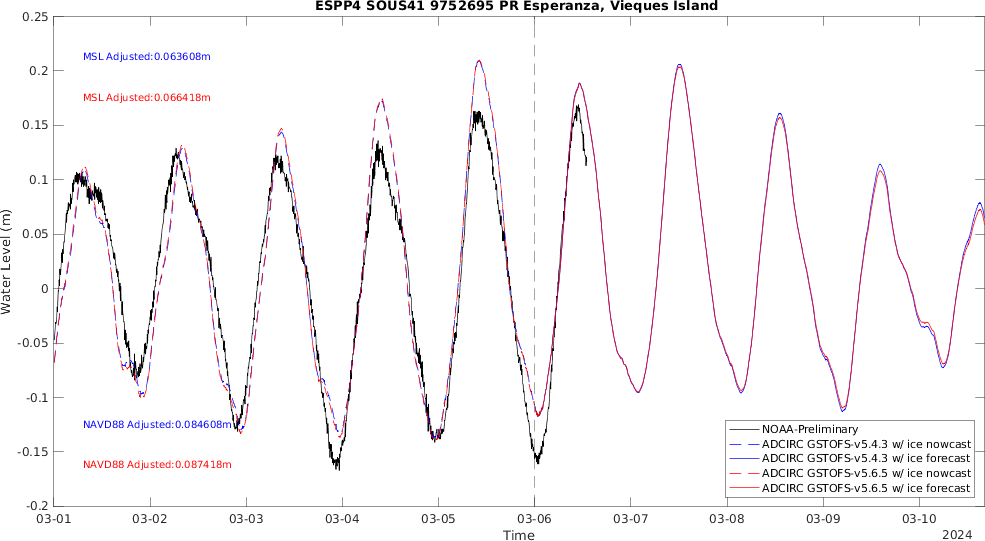 ESPP4 SOUS41 9752695 PR Esperanza, Vieques Island
0.25
0.2
0.15
0.1
0.05
0
-0.05
-0.1
-0.15
-0.2
Water Level (m)
MSL Adjusted:0.063608m
MSL Adjusted:0.066418m
NAVD88 Adjusted:0.084608m
NAVD88 Adjusted:0.087418m
NOAA-Preliminary
ADCIRC GSTOFS-v5.4.3 w/ ice nowcast
ADCIRC GSTOFS-v5.4.3 w/ ice forecast
ADCIRC GSTOFS-v5.6.5 w/ ice nowcast
ADCIRC GSTOFS-v5.6.5 w/ ice forecast
03-01 03-02 03-03 03-04 03-05 03-06 03-07 03-08 03-09 03-10
Time
2024